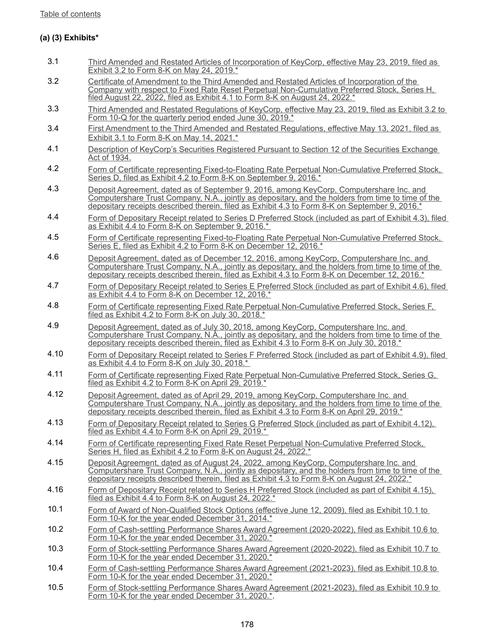 Table of contents
(a) (3) Exhibits*
3.1 Third Amended and Restated Articles of Incorporation of KeyCorp, effective May 23, 2019, filed as
Exhibit 3.2 to Form 8-K on May 24, 2019.*
3.2 Certificate of Amendment to the Third Amended and Restated Articles of Incorporation of the
Company with respect to Fixed Rate Reset Perpetual Non-Cumulative Preferred Stock, Series H,
filed August 22, 2022, filed as Exhibit 4.1 to Form 8-K on August 24, 2022.*
3.3 Third Amended and Restated Regulations of KeyCorp, effective May 23, 2019, filed as Exhibit 3.2 to
Form 10-Q for the quarterly period ended June 30, 2019.*
3.4 First Amendment to the Third Amended and Restated Regulations, effective May 13, 2021, filed as
Exhibit 3.1 to Form 8-K on May 14, 2021.*
4.1 Description of KeyCorp's Securities Registered Pursuant to Section 12 of the Securities Exchange
Act of 1934.
4.2 Form of Certificate representing Fixed-to-Floating Rate Perpetual Non-Cumulative Preferred Stock,
Series D, filed as Exhibit 4.2 to Form 8-K on September 9, 2016.*
4.3 Deposit Agreement, dated as of September 9, 2016, among KeyCorp, Computershare Inc. and
Computershare Trust Company, N.A., jointly as depositary, and the holders from time to time of the
depositary receipts described therein, filed as Exhibit 4.3 to Form 8-K on September 9, 2016.*
4.4 Form of Depositary Receipt related to Series D Preferred Stock (included as part of Exhibit 4.3), filed
as Exhibit 4.4 to Form 8-K on September 9, 2016.*
4.5 Form of Certificate representing Fixed-to-Floating Rate Perpetual Non-Cumulative Preferred Stock,
Series E, filed as Exhibit 4.2 to Form 8-K on December 12, 2016.*
4.6 Deposit Agreement, dated as of December 12, 2016, among KeyCorp, Computershare Inc. and
Computershare Trust Company, N.A., jointly as depositary, and the holders from time to time of the
depositary receipts described therein, filed as Exhibit 4.3 to Form 8-K on December 12, 2016.*
4.7 Form of Depositary Receipt related to Series E Preferred Stock (included as part of Exhibit 4.6), filed
as Exhibit 4.4 to Form 8-K on December 12, 2016.*
4.8 Form of Certificate representing Fixed Rate Perpetual Non-Cumulative Preferred Stock, Series F,
filed as Exhibit 4.2 to Form 8-K on July 30, 2018.*
4.9 Deposit Agreement, dated as of July 30, 2018, among KeyCorp, Computershare Inc. and
Computershare Trust Company, N.A., jointly as depositary, and the holders from time to time of the
depositary receipts described therein, filed as Exhibit 4.3 to Form 8-K on July 30, 2018.*
4.10 Form of Depositary Receipt related to Series F Preferred Stock (included as part of Exhibit 4.9), filed
as Exhibit 4.4 to Form 8-K on July 30, 2018.*
4.11 Form of Certificate representing Fixed Rate Perpetual Non-Cumulative Preferred Stock, Series G,
filed as Exhibit 4.2 to Form 8-K on April 29, 2019.*
4.12 Deposit Agreement, dated as of April 29, 2019, among KeyCorp, Computershare Inc. and
Computershare Trust Company, N.A., jointly as depositary, and the holders from time to time of the
depositary receipts described therein, filed as Exhibit 4.3 to Form 8-K on April 29, 2019.*
4.13 Form of Depositary Receipt related to Series G Preferred Stock (included as part of Exhibit 4.12),
filed as Exhibit 4.4 to Form 8-K on April 29, 2019.*
4.14 Form of Certificate representing Fixed Rate Reset Perpetual Non-Cumulative Preferred Stock,
Series H, filed as Exhibit 4.2 to Form 8-K on August 24, 2022.*
4.15 Deposit Agreement, dated as of August 24, 2022, among KeyCorp, Computershare Inc. and
Computershare Trust Company, N.A., jointly as depositary, and the holders from time to time of the
depositary receipts described therein, filed as Exhibit 4.3 to Form 8-K on August 24, 2022.*
4.16 Form of Depositary Receipt related to Series H Preferred Stock (included as part of Exhibit 4.15),
filed as Exhibit 4.4 to Form 8-K on August 24, 2022.*
10.1 Form of Award of Non-Qualified Stock Options (effective June 12, 2009), filed as Exhibit 10.1 to
Form 10-K for the year ended December 31, 2014.*
10.2 Form of Cash-settling Performance Shares Award Agreement (2020-2022), filed as Exhibit 10.6 to
Form 10-K for the year ended December 31, 2020.*
10.3 Form of Stock-settling Performance Shares Award Agreement (2020-2022), filed as Exhibit 10.7 to
Form 10-K for the year ended December 31, 2020.*
10.4 Form of Cash-settling Performance Shares Award Agreement (2021-2023), filed as Exhibit 10.8 to
Form 10-K for the year ended December 31, 2020.*
10.5 Form of Stock-settling Performance Shares Award Agreement (2021-2023), filed as Exhibit 10.9 to
Form 10-K for the year ended December 31, 2020.*.
178